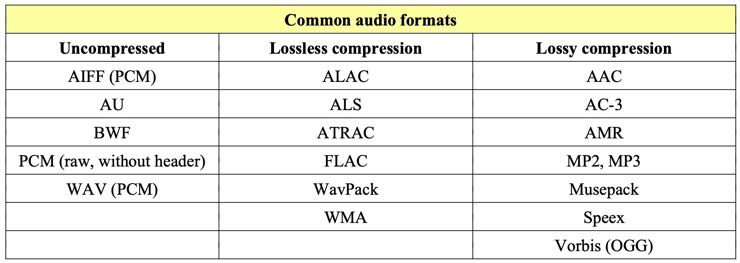 Common audio formats
Uncompressed Lossless compression Lossy compression
AIFF (PCM) ALAC AAC
AU ALS AC-3
BWF ATRAC AMR
PCM (raw, without header) FLAC MP2, MP3
WAV (PCM) WavPack Musepack
WMA Speex
Vorbis (OGG)